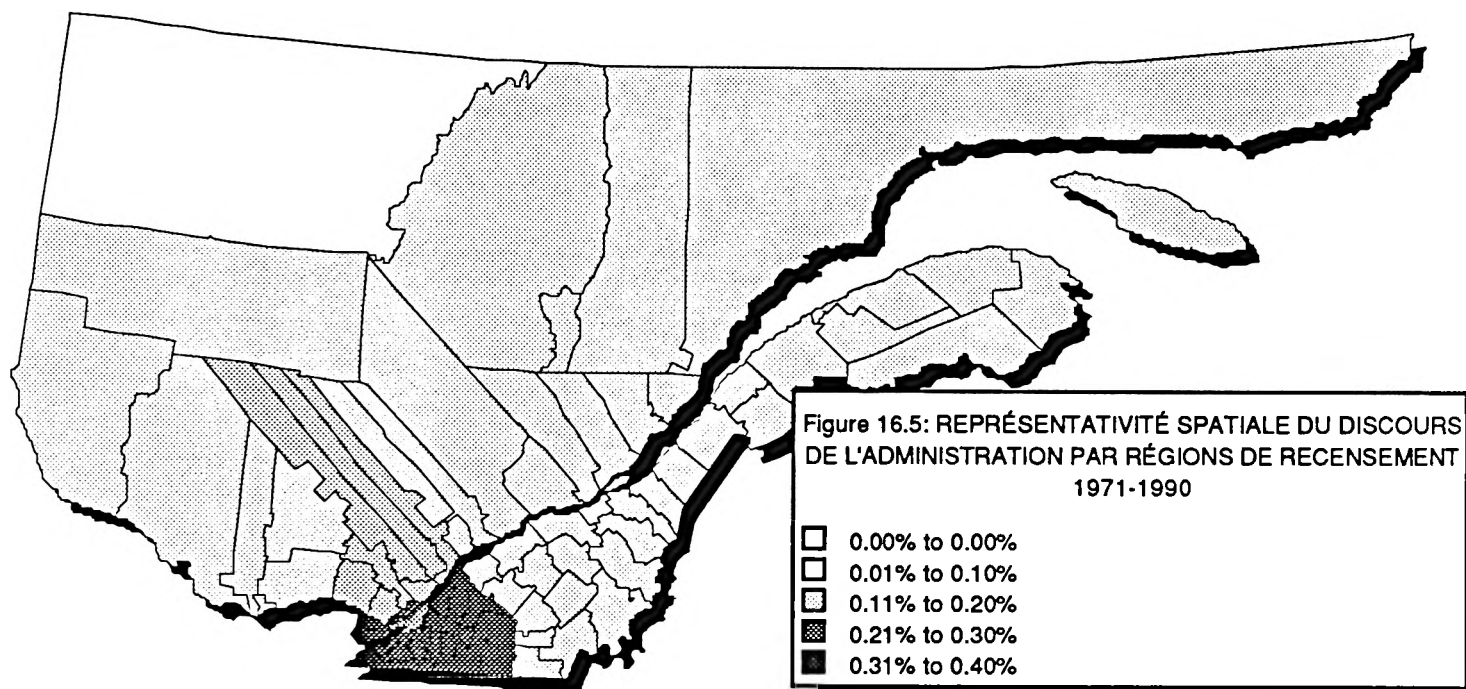 Figure 16.5: REPRÉSENTATIVITÉ SPATIALE DU DISCOURS
DE L'ADMINISTRATION PAR RÉGIONS DE RECENSEMENT
1971-1990
0.00% to 0.00%
0.01% to 0.10%
0.11% to 0.20%
0.21% to 0.30%
0.31% to 0.40%